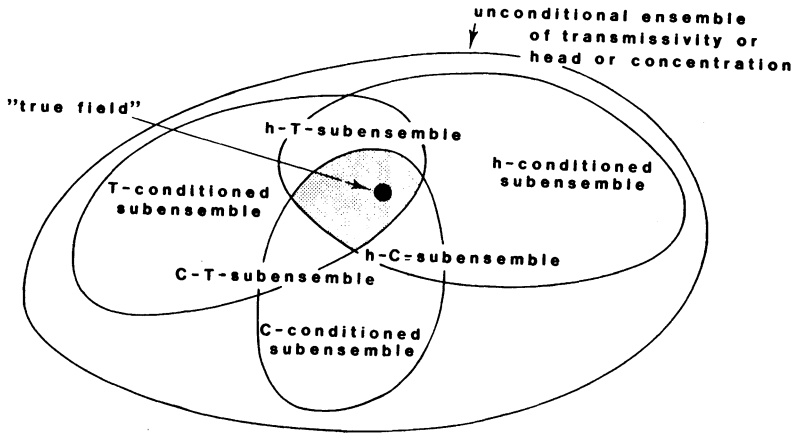 unconditional ensemble
of transmissivity or
head or concentration
"true field"
h-T-subensemble
h-conditioned
subensemble
T-conditioned
subensemble
h-C-subensemble
C-T-subensemble
C-conditioned
subensemble